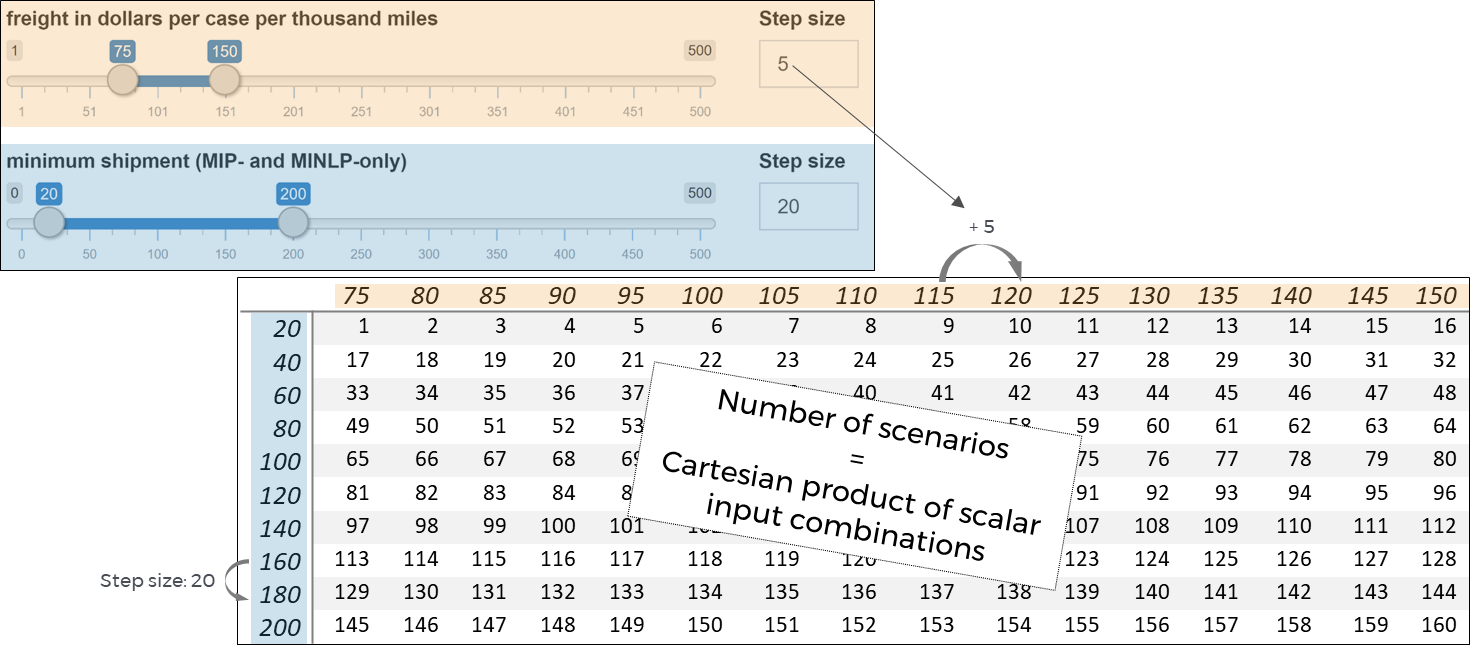 freight in dollars per case per thousand miles Step size
1 75 150 500
5
1 51 101 151 201 251 301 351 401 451 500
minimum shipment (MIP- and MINLP-only) Step size
0 20 200 500
20
0 50 100 150 200 250 300 350 400 450 500
+ 5
75 80 85 90 95 100 105 110 115 120 125 130 135 140 145 150
20 1 2 3 4 5 6 7 8 9 10 11 12 13 14 15 16
40 17 18 19 20 21 22 23 24 25 26 27 28 29 30 31 32
60 33 34 35 36 37 40 41 42 43 44 45 46 47 48
80 49 50 51 52 53 58 59 60 61 62 63 64
100 65 66 67 68 69 75 76 77 78 79 80
120 81 82 83 84 91 92 93 94 95 96
140 97 98 99 100 101 107 108 109 110 111 112
160 113 114 115 116 117 118 119 120 123 124 125 126 127 128
180 129 130 131 132 133 134 135 136 137 138 139 140 141 142 143 144
200 145 146 147 148 149 150 151 152 153 154 155 156 157 158 159 160
Number of scenarios
=
Cartesian product of scalar
input combinations
Step size: 20